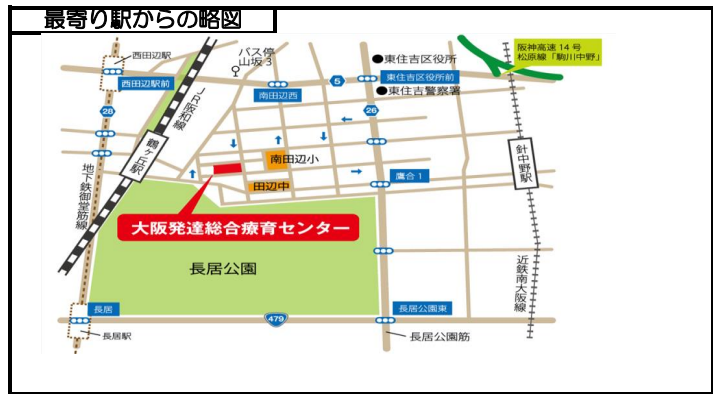 最寄り駅からの略図
西田辺駅
バス停
山坂3
東住吉区役所
阪神高速14号
松原線「駒川中野」
西田辺駅前
南田辺西
5
東住吉区役所前
東住吉警察署
28
JR阪和線
26
鶴ヶ丘駅
南田辺小
針中野駅
地下鉄御堂筋線
田辺中
鷹合1
大阪発達総合療育センター
長居公園
近鉄南大阪線
長居
479
長居公園東
長居駅
長居公園筋